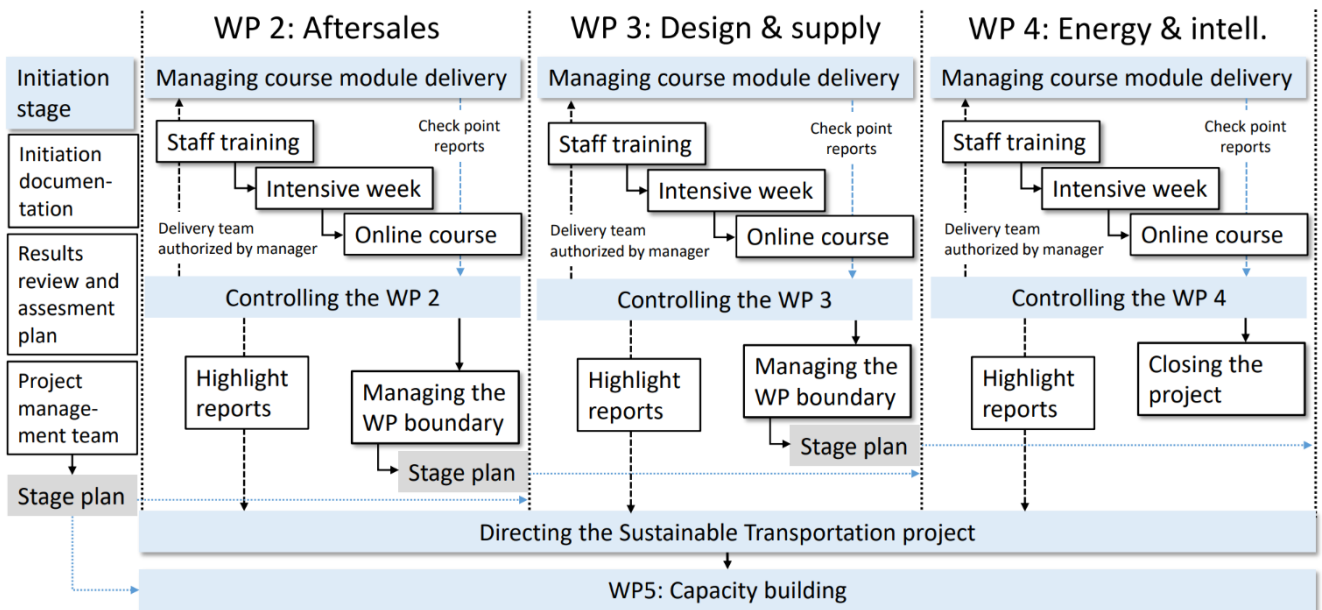 WP 2: Aftersales
WP 3: Design & supply
WP 4: Energy & intell.
Initiation
stage
Initiation
documen-
tation
Results
review and
assesment
plan
Project
manage-
ment team
Stage plan
Managing course module delivery
Staff training
Check point
reports
Intensive week
Online course
Delivery team
authorized by manager
Controlling the WP 2
Highlight
reports
Managing the
WP boundary
Stage plan
Managing course module delivery
Staff training
Check point
reports
Intensive week
Online course
Delivery team
authorized by manager
Controlling the WP 3
Highlight
reports
Managing the
WP boundary
Stage plan
Managing course module delivery
Staff training
Check point
reports
Intensive week
Online course
Delivery team
authorized by manager
Controlling the WP 4
Highlight
reports
Closing the
project
Directing the Sustainable Transportation project
WP5: Capacity building